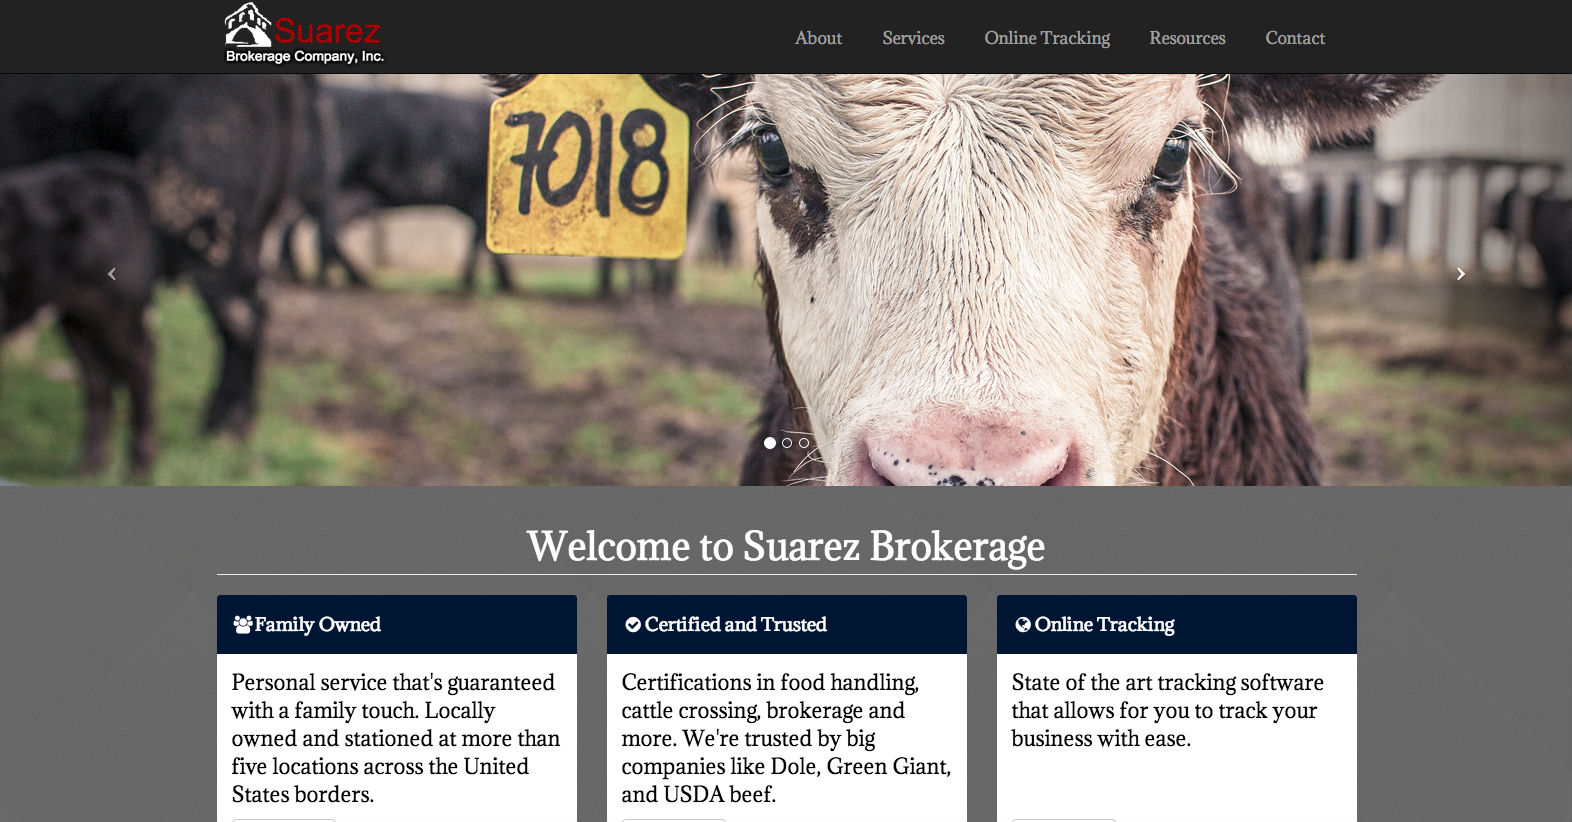 Suarez
Brokerage Company, Inc.
About Services Online Tracking Resources Contact
7018
Welcome to Suarez Brokerage
Family Owned
Personal service that's guaranteed
with a family touch. Locally
owned and stationed at more than
five locations across the United
States borders.
Certified and Trusted
Certifications in food handling,
cattle crossing, brokerage and
more. We're trusted by big
companies like Dole, Green Giant,
and USDA beef.
Online Tracking
State of the art tracking software
that allows for you to track your
business with ease.